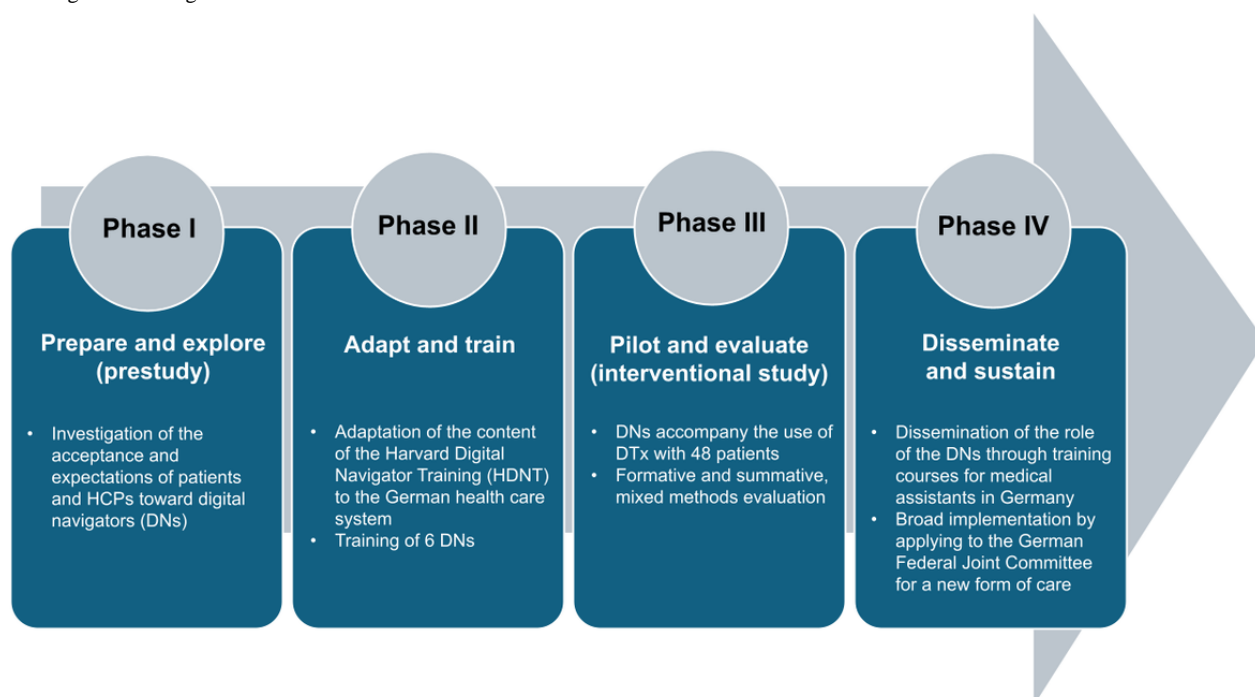 Phase I
Prepare and explore
(prestudy)
• Investigation of the
acceptance and
expectations of patients
and HCPs toward digital
navigators (DNs)
Phase II
Adapt and train
• Adaptation of the content
of the Harvard Digital
Navigator Training (HDNT)
to the German health care
system
• Training of 6 DNs
Phase III
Pilot and evaluate
(interventional study)
• DNs accompany the use of
DTx with 48 patients
• Formative and summative,
mixed methods evaluation
Phase IV
Disseminate
and sustain
• Dissemination of the role
of the DNs through training
courses for medical
assistants in Germany
• Broad implementation by
applying to the German
Federal Joint Committee
for a new form of care